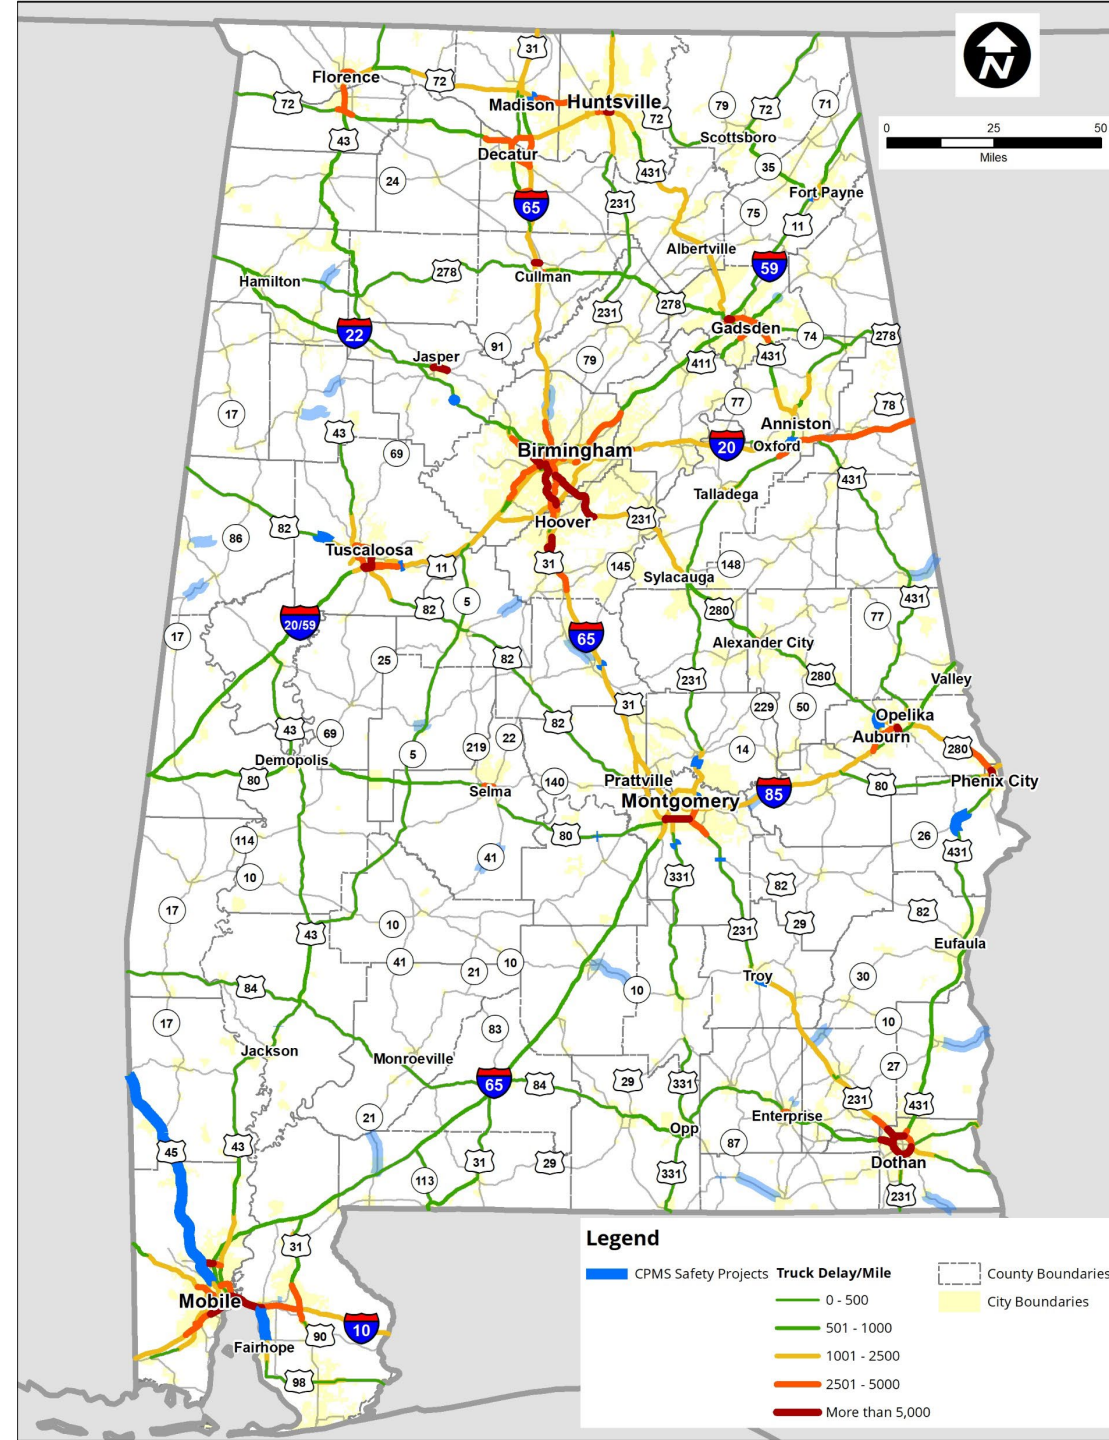 N
0 25 50
Miles
31
Florence
72
72
Madison
Huntsville
79
72
71
72
43
Scottsboro
Decatur
24
431
35
Fort Payne
65
231
75
11
Albertville
59
278
Cullman
Hamilton
278
231
22
Gadsden
74
278
91
Jasper
79
411
431
17
77
78
43
Anniston
69
Birmingham
20
Oxford
431
Talladega
82
Hoover
231
86
Tuscaloosa
11
31
145
148
Sylacauga
5
82
280
431
20/59
77
17
65
Alexander City
25
82
231
280
Valley
31
229
50
Opelika
82
43
69
22
219
14
Auburn
280
5
Demopolis
80
Prattville
140
85
80
Phenix City
Selma
Montgomery
80
26
114
41
431
10
331
82
17
10
29
82
43
231
Eufaula
41
21
10
Troy
30
84
10
17
10
83
Jackson
Monroeville
27
65
84
29
331
231
431
21
Enterprise
45
43
Opp
87
31
29
Dothan
113
331
231
31
Mobile
90
10
Fairhope
98
Legend
CPMS Safety Projects
Truck Delay/Mile
0 - 500
501 - 1000
1001 - 2500
2501 - 5000
More than 5,000
County Boundaries
City Boundaries